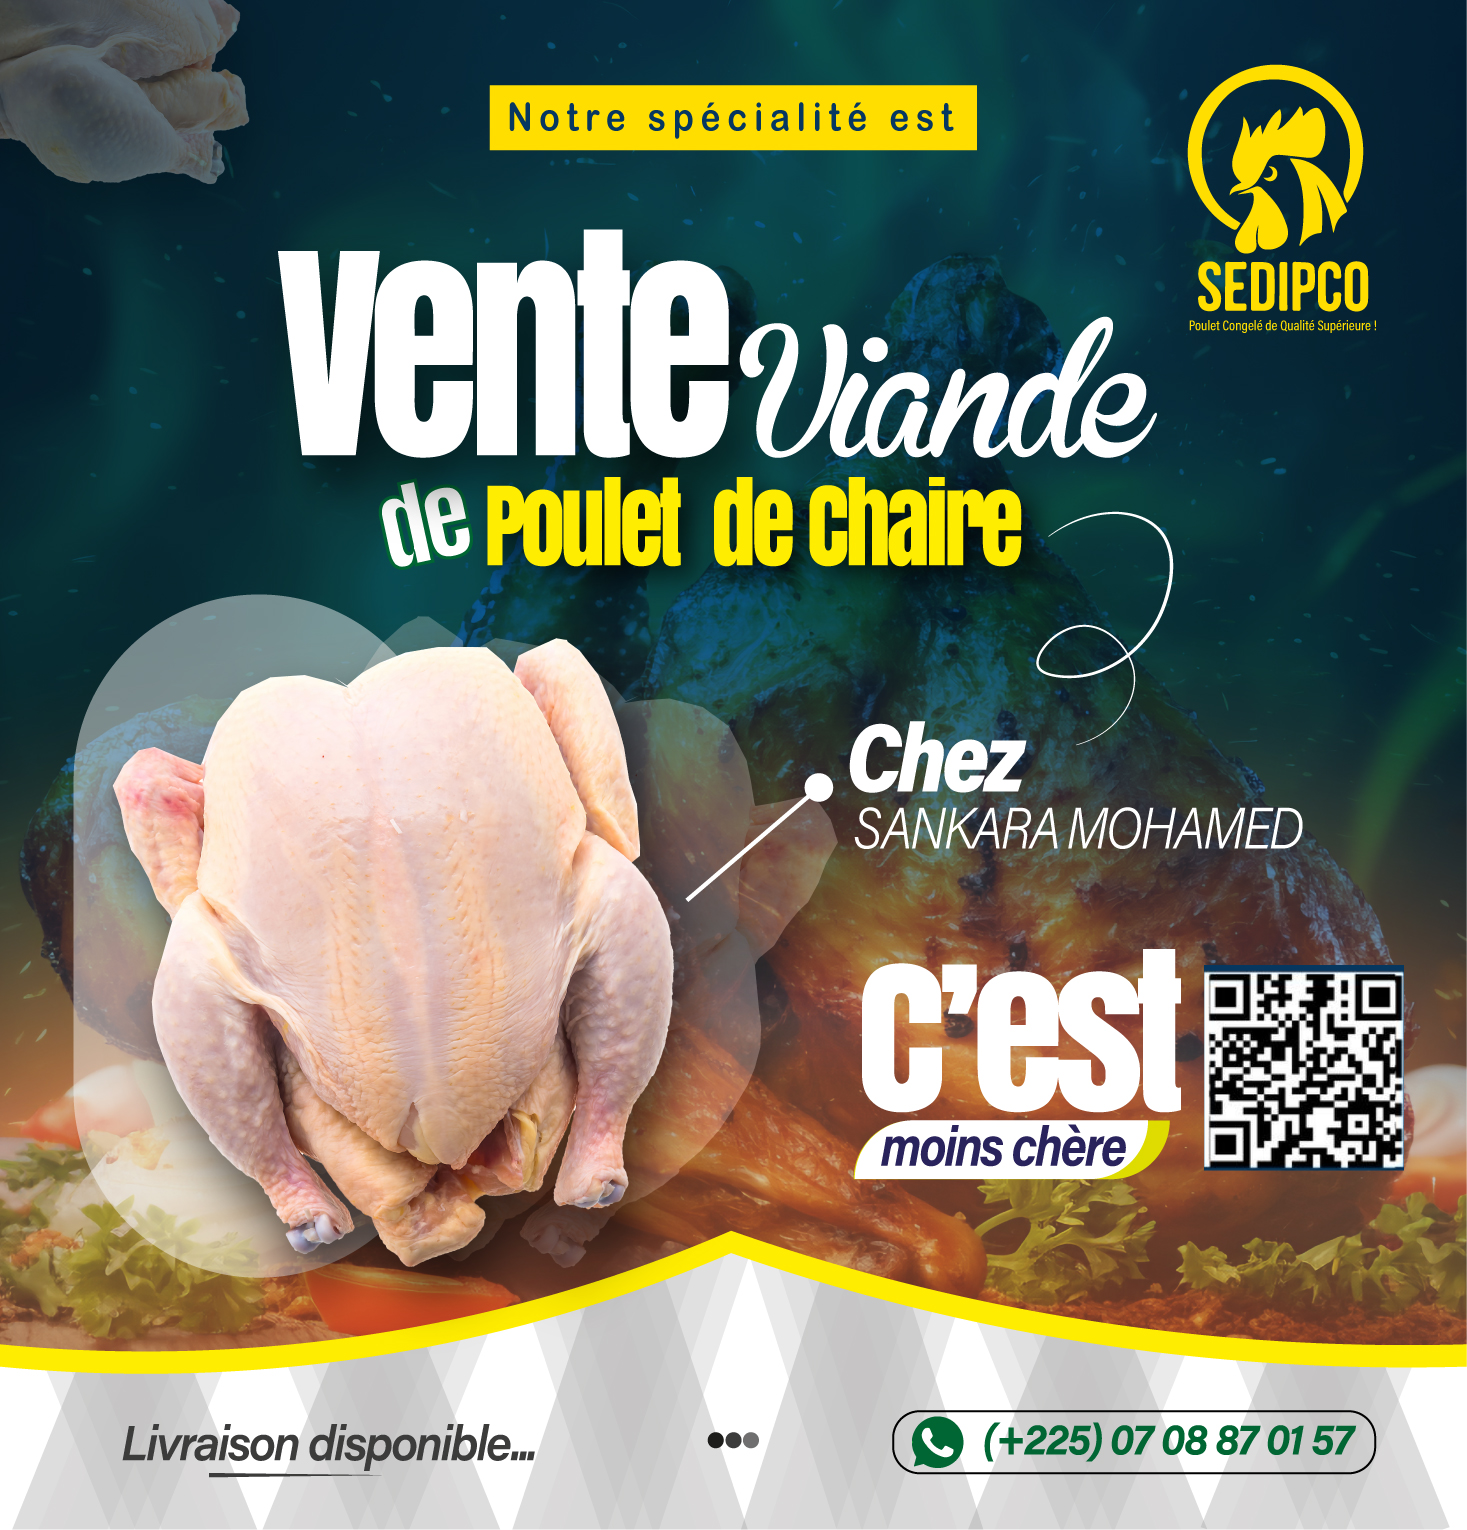 Notre spécialité est
SEDIPCO
Poulet Congelé de Qualité Supérieure !
Vente Viande
de Poulet de Chaire
Chez
SANKARA MOHAMED
c'est
moins chère
Livraison disponible...
(+225) 07 08 87 01 57